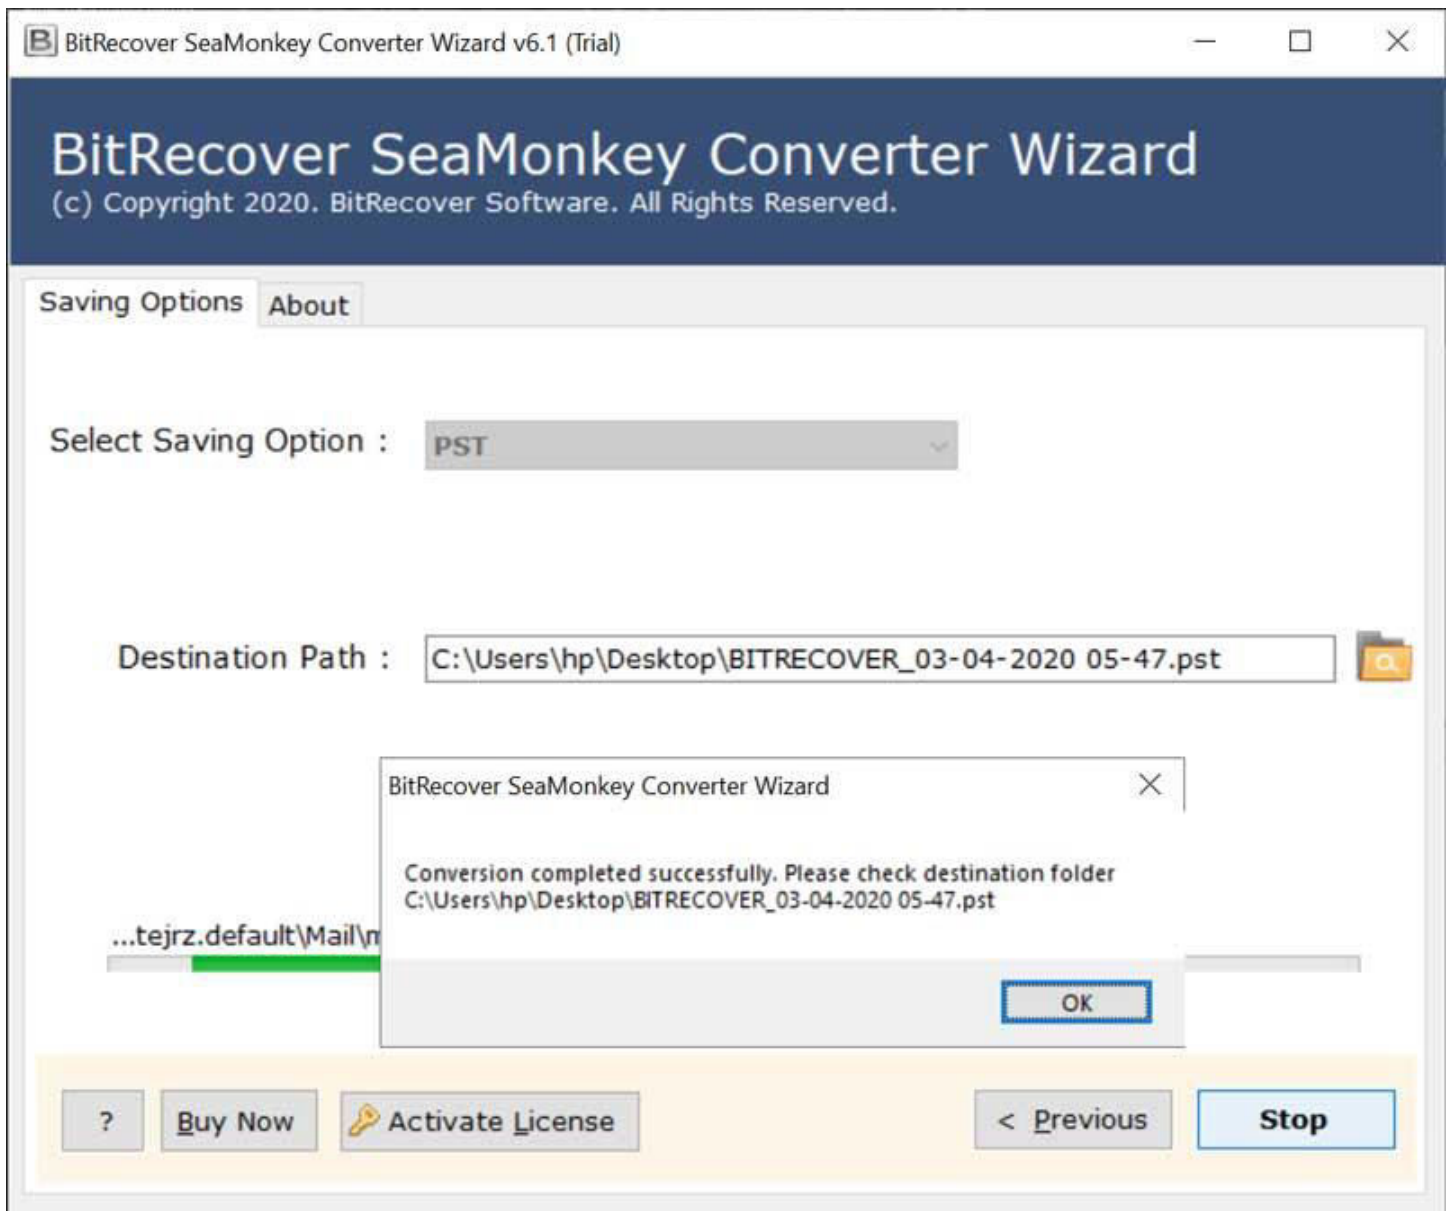 BitRecover SeaMonkey Converter Wizard v6.1 (Trial)
BitRecover SeaMonkey Converter Wizard
(c) Copyright 2020. BitRecover Software. All Rights Reserved.
Saving Options
About
Select Saving Option :
PST
Destination Path :
C:\Users\hp\Desktop\BITRECOVER_03-04-2020 05-47.pst
BitRecover SeaMonkey Converter Wizard
Conversion completed successfully. Please check destination folder
C:\Users\hp\Desktop\BITRECOVER_03-04-2020 05-47.pst
...tejrz.default\Mail\
OK
?
Buy Now
Activate License
< Previous
Stop